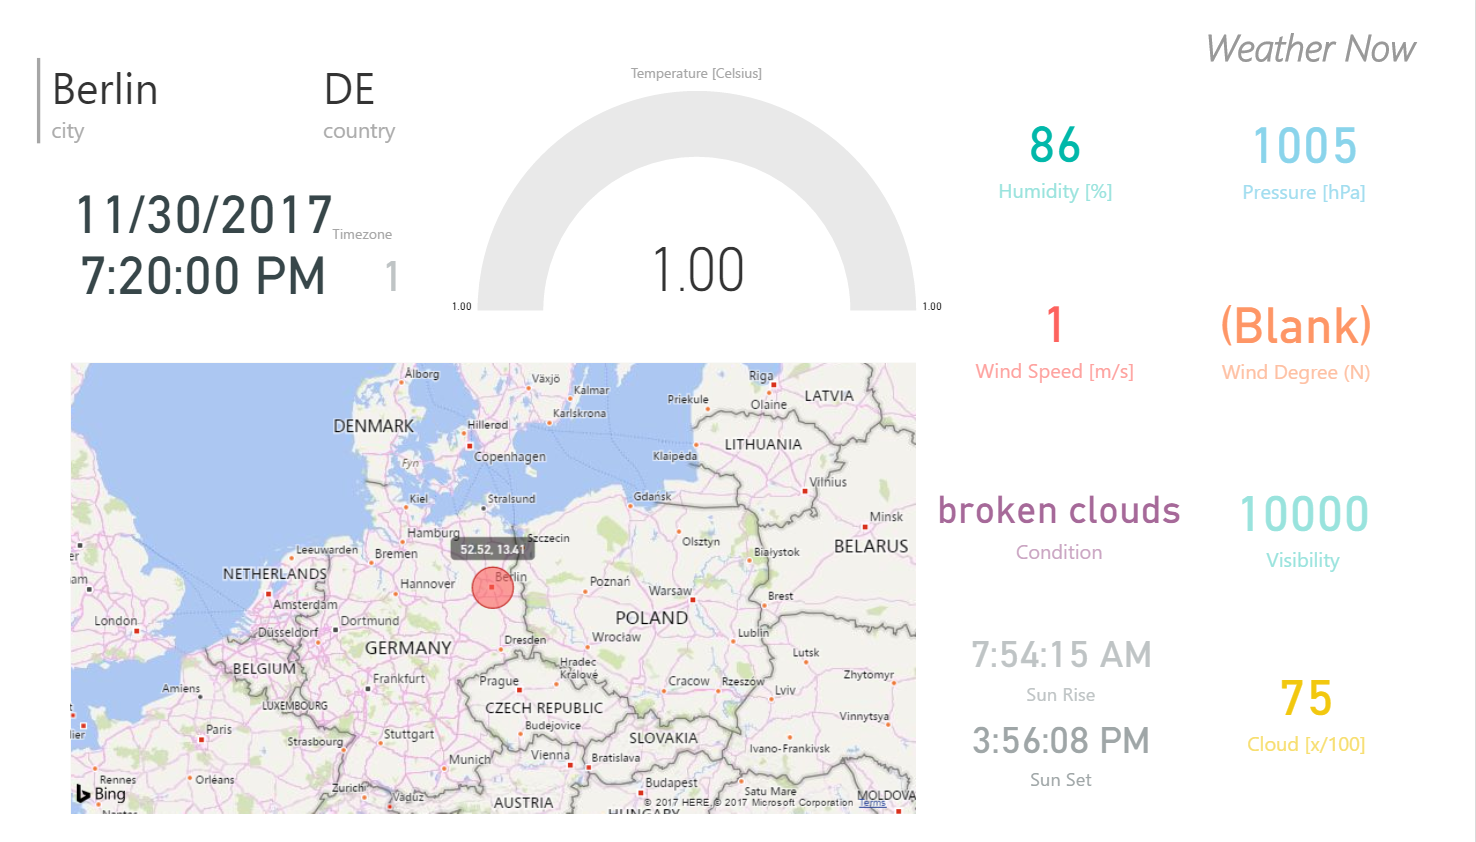 Weather Now
Berlin
city
DE
country
11/30/2017
7:20:00 PM
Timezone
1
Temperature [Celsius]
1.00
1.00
1.00
86
Humidity [%]
1005
Pressure [hPa]
1
Wind Speed [m/s]
(Blank)
Wind Degree (N)
broken clouds
Condition
10000
Visibility
7:54:15 AM
Sun Rise
3:56:08 PM
Sun Set
75
Cloud [x/100]
Ålborg
Växjö
Kalmar
Karlskrona
Riga
Priekule
Olaine
LATVIA
DENMARK
Hillerød
Copenhagen
LITHUANIA
Fyn
Klaipeda
Vilnius
Kiel
Stralsund
Gdańsk
Minsk
Hamburg
Szczecin
Olsztyn
BELARUS
52.52, 13.41
Leeuwarden
Bremen
Białystok
NETHERLANDS
Hannover
Berlin
Poznań
Warsaw
Brest
Amsterdam
London
Dortmund
POLAND
Düsseldorf
Wrocław
Lublin
GERMANY
Dresden
Lutsk
BELGIUM
Hradec
Králové
Zhytomyr
Amiens
Frankfurt
Prague
Cracow
Rzeszów
Lviv
LUXEMBOURG
CZECH REPUBLIC
Vinnytsya
Paris
Budejovice
Strasbourg
Stuttgart
SLOVAKIA
Ivano-Frankivsk
Munich
Vienna
Bratislava
Rennes
Orléans
Zurich
Vaduz
Budapest
Satu Mare
MOLDOVA
Bing
AUSTRIA
HUNGARY
© 2017 HERE, © 2017 Microsoft Corporation
Terms
Nantes